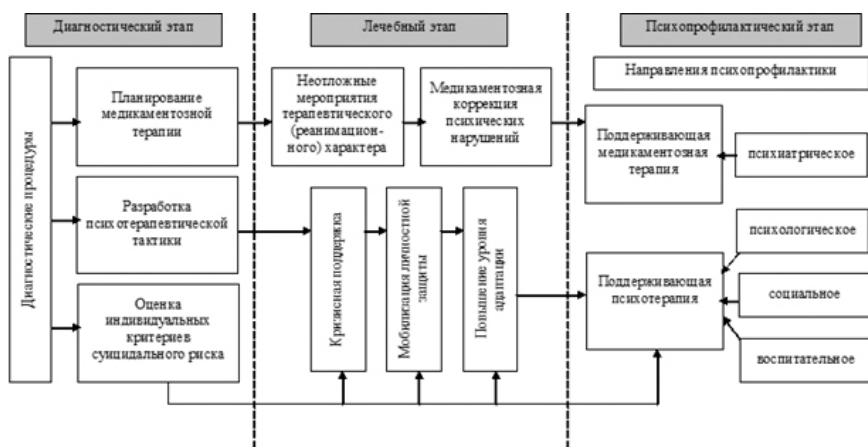 Диагностический этап
Лечебный этап
Психопрофилактический этап
Диагностические процедуры
Планирование
медикаментозной
терапии
Разработка
психотерапевтической
тактики
Оценка
индивидуальных
критериев
суицидального риска
Неотложные
мероприятия
терапевтического
(реанимацион-
ного) характера
Медикаментозная
коррекция
психических
нарушений
Кризисная поддержка
Мобилизация личностной
защиты
Повышение уровня
адаптации
Направления психопрофилактики
Поддерживающая
медикаментозная
терапия
психиатрическое
Поддерживающая
психотерапия
психологическое
социальное
воспитательное